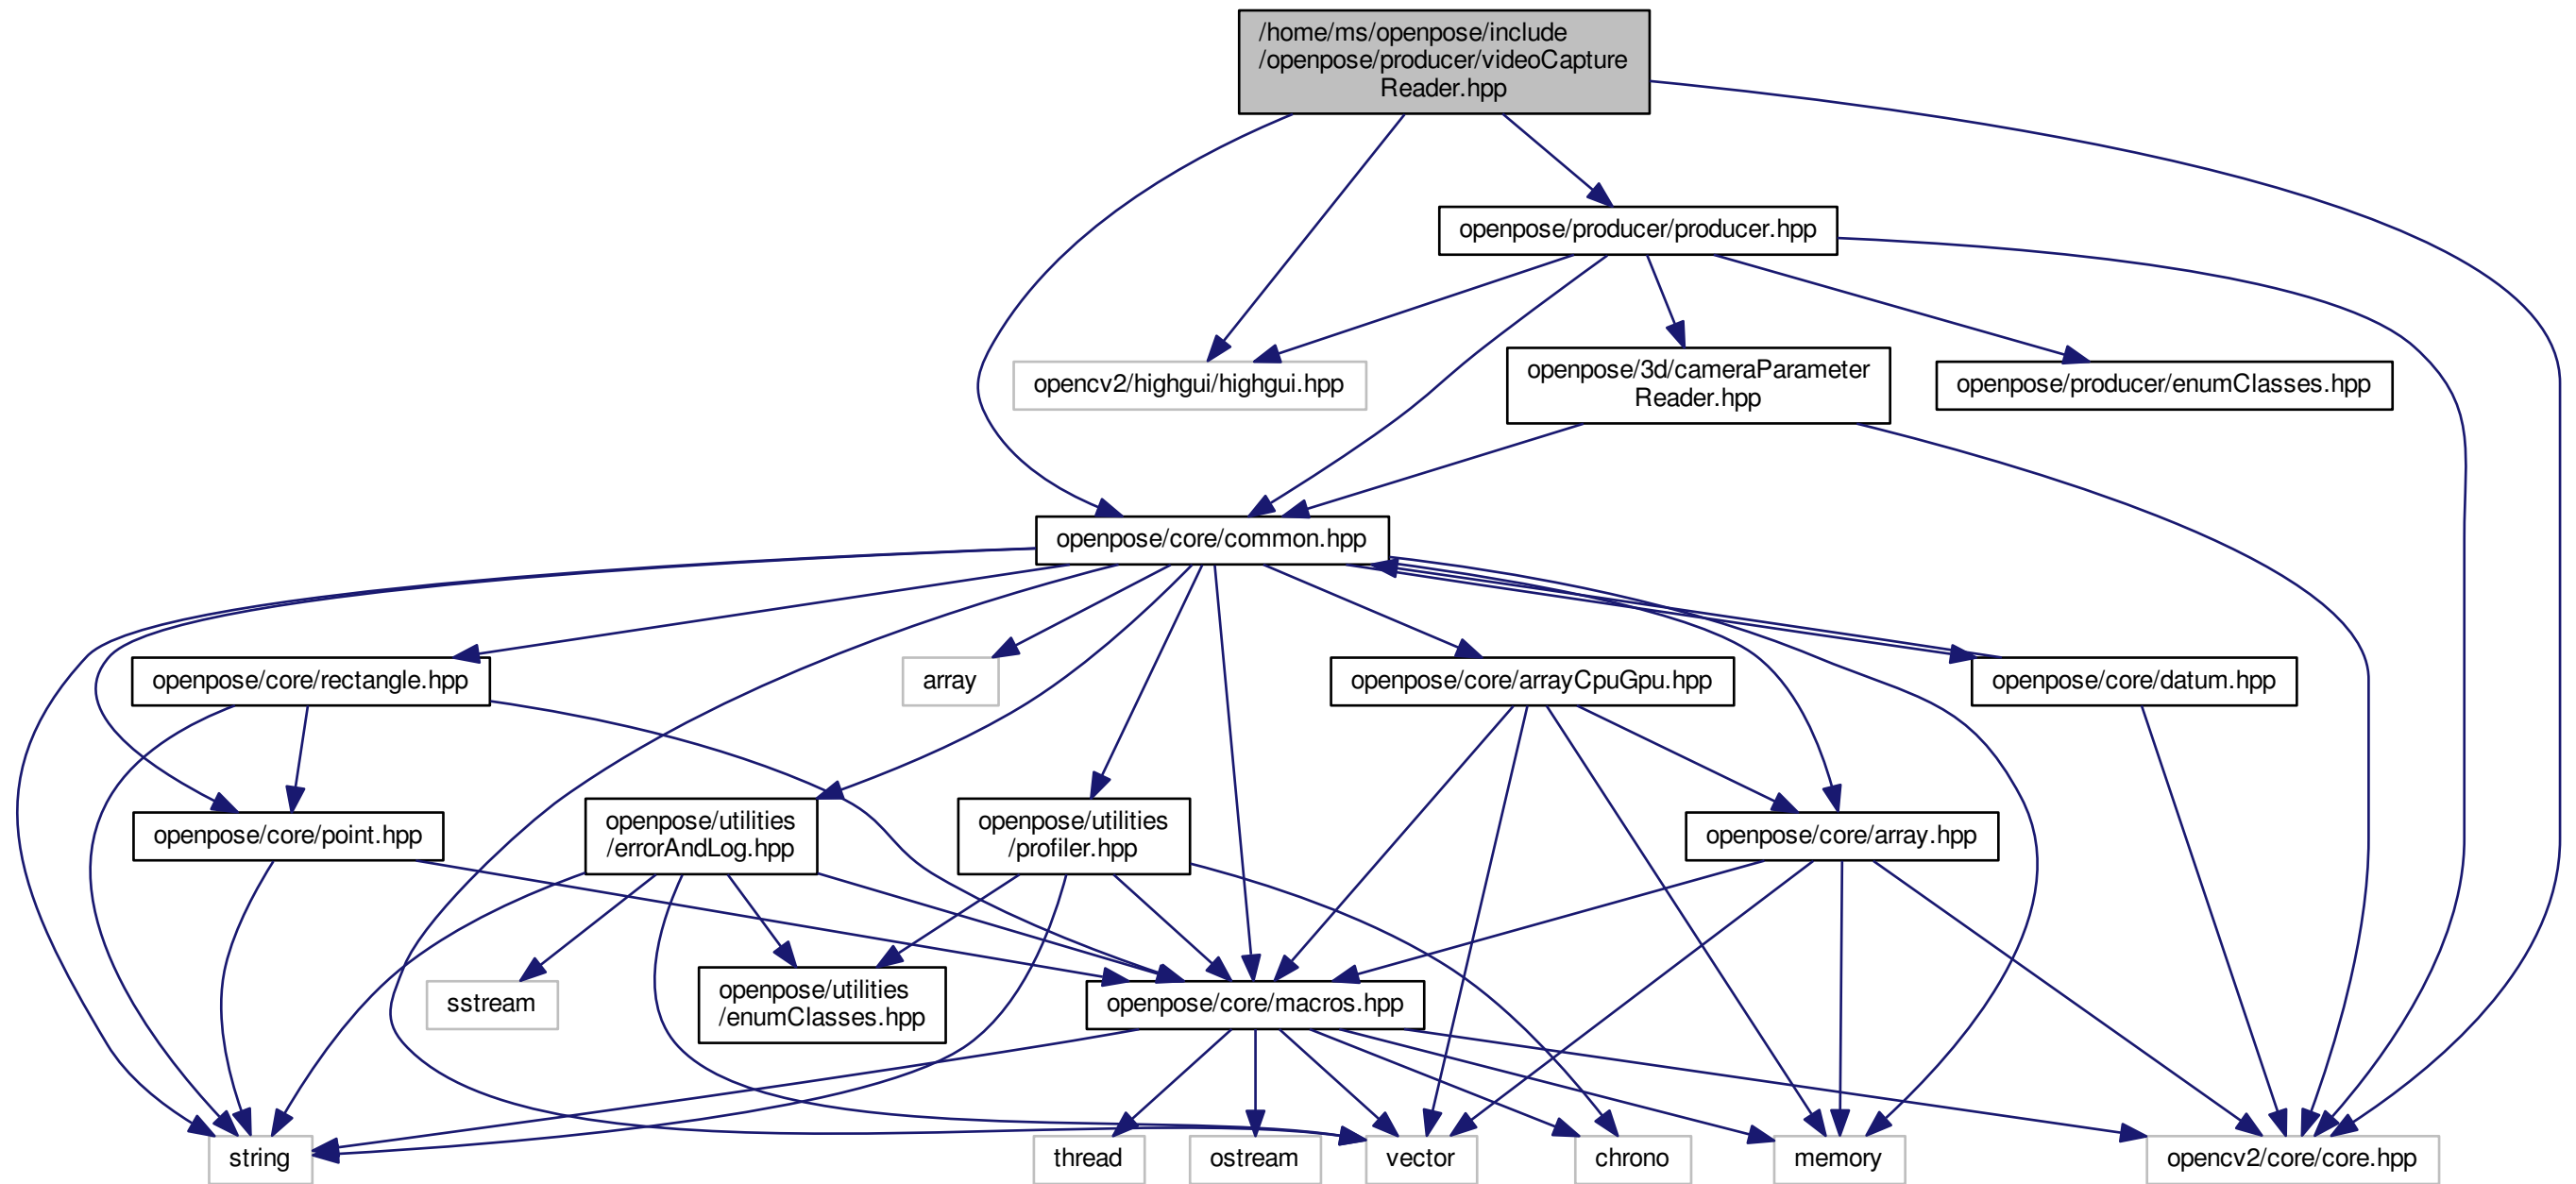 /home/ms/openpose/include
/openpose/producer/videoCapture
Reader.hpp
openpose/producer/producer.hpp
opencv2/highgui/highgui.hpp
openpose/3d/cameraParameter
Reader.hpp
openpose/producer/enumClasses.hpp
openpose/core/common.hpp
openpose/core/rectangle.hpp
array
openpose/core/arrayCpuGpu.hpp
openpose/core/datum.hpp
openpose/core/point.hpp
openpose/utilities
/errorAndLog.hpp
openpose/utilities
/profiler.hpp
openpose/core/array.hpp
sstream
openpose/utilities
/enumClasses.hpp
openpose/core/macros.hpp
string
thread
ostream
vector
chrono
memory
opencv2/core/core.hpp